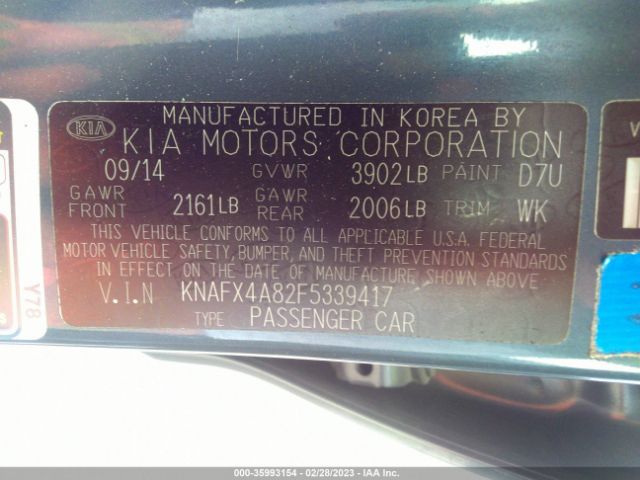 MANUFACTURED IN KOREA BY
KIA KIA MOTORS CORPORATION
09/14 GVWR 3902LB PAINT D7U
GAWR FRONT 2161LB GAWR REAR 2006LB TRIM WK
THIS VEHICLE CONFORMS TO ALL APPLICABLE U.S.A. FEDERAL
MOTOR VEHICLE SAFETY, BUMPER, AND THEFT PREVENTION STANDARDS
IN EFFECT ON THE DATE OF MANUFACTURE SHOWN ABOVE.
V.I.N KNAFX4A82F5339417
TYPE PASSENGER CAR
Y78
000-35993154 - 02/28/2023 - IAA Inc.